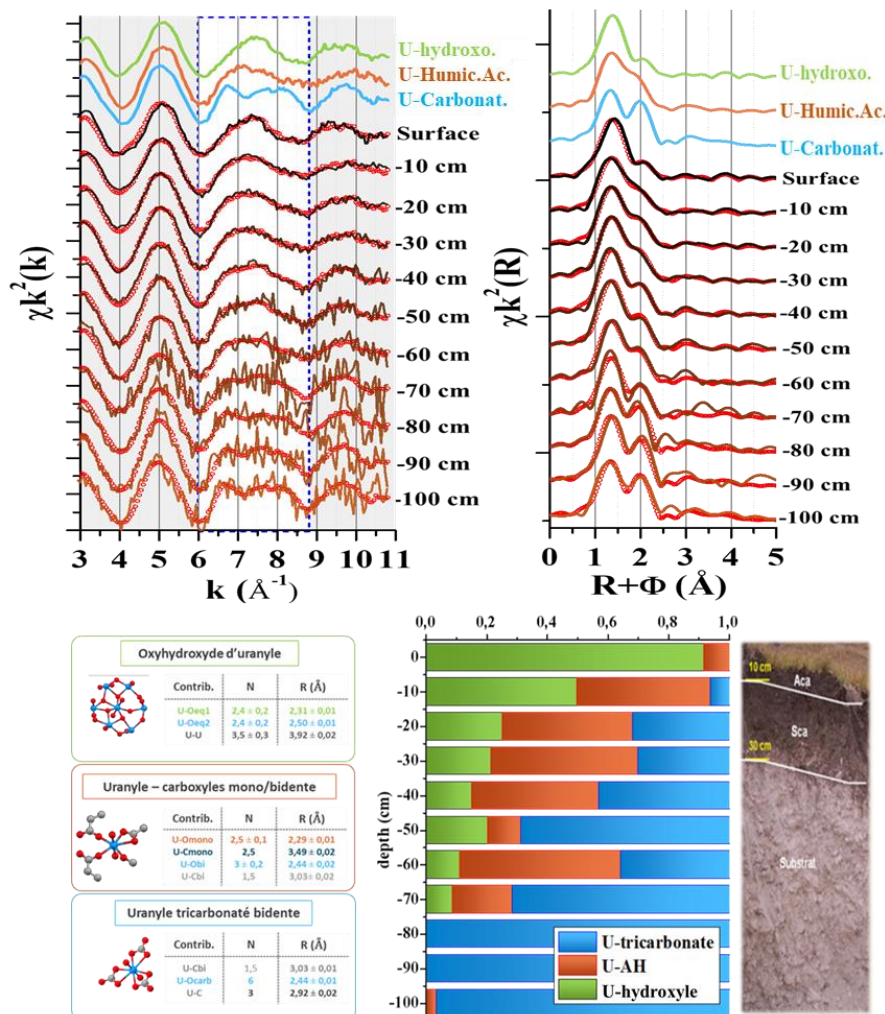 χk²(k)
U-hydroxo.
U-Humic.Ac.
U-Carbonat.
Surface
-10 cm
-20 cm
-30 cm
-40 cm
-50 cm
-60 cm
-70 cm
-80 cm
-90 cm
-100 cm
3 4 5 6 7 8 9 10 11
k (Å⁻¹)
χk²(R)
U-hydroxo.
U-Humic.Ac.
U-Carbonat.
Surface
-10 cm
-20 cm
-30 cm
-40 cm
-50 cm
-60 cm
-70 cm
-80 cm
-90 cm
-100 cm
0 1 2 3 4 5
R+Φ (Å)
Oxyhydroxyde d'uranyle
Contrib. N R (Å)
U-Oeq1 2,4 ± 0,2 2,31 ± 0,01
U-Oeq2 2,4 ± 0,2 2,50 ± 0,01
U-U 3,5 ± 0,3 3,92 ± 0,02
Uranyle – carboxyles mono/bidente
Contrib. N R (Å)
U-Omono 2,5 ± 0,1 2,29 ± 0,01
U-Cmono 2,5 3,49 ± 0,02
U-Obi 3 ± 0,2 2,44 ± 0,02
U-Cbi 1,5 3,03 ± 0,02
Uranyle tricarbonaté bidente
Contrib. N R (Å)
U-Cbi 1,5 3,03 ± 0,01
U-Ocarb 6 2,44 ± 0,01
U-C 3 2,92 ± 0,02
0,0 0,2 0,4 0,6 0,8 1,0
depth (cm)
0
-10
-20
-30
-40
-50
-60
-70
-80
-90
-100
U-tricarbonate
U-AH
U-hydroxyle
10 cm
Aca
Sca
30 cm
Substrat